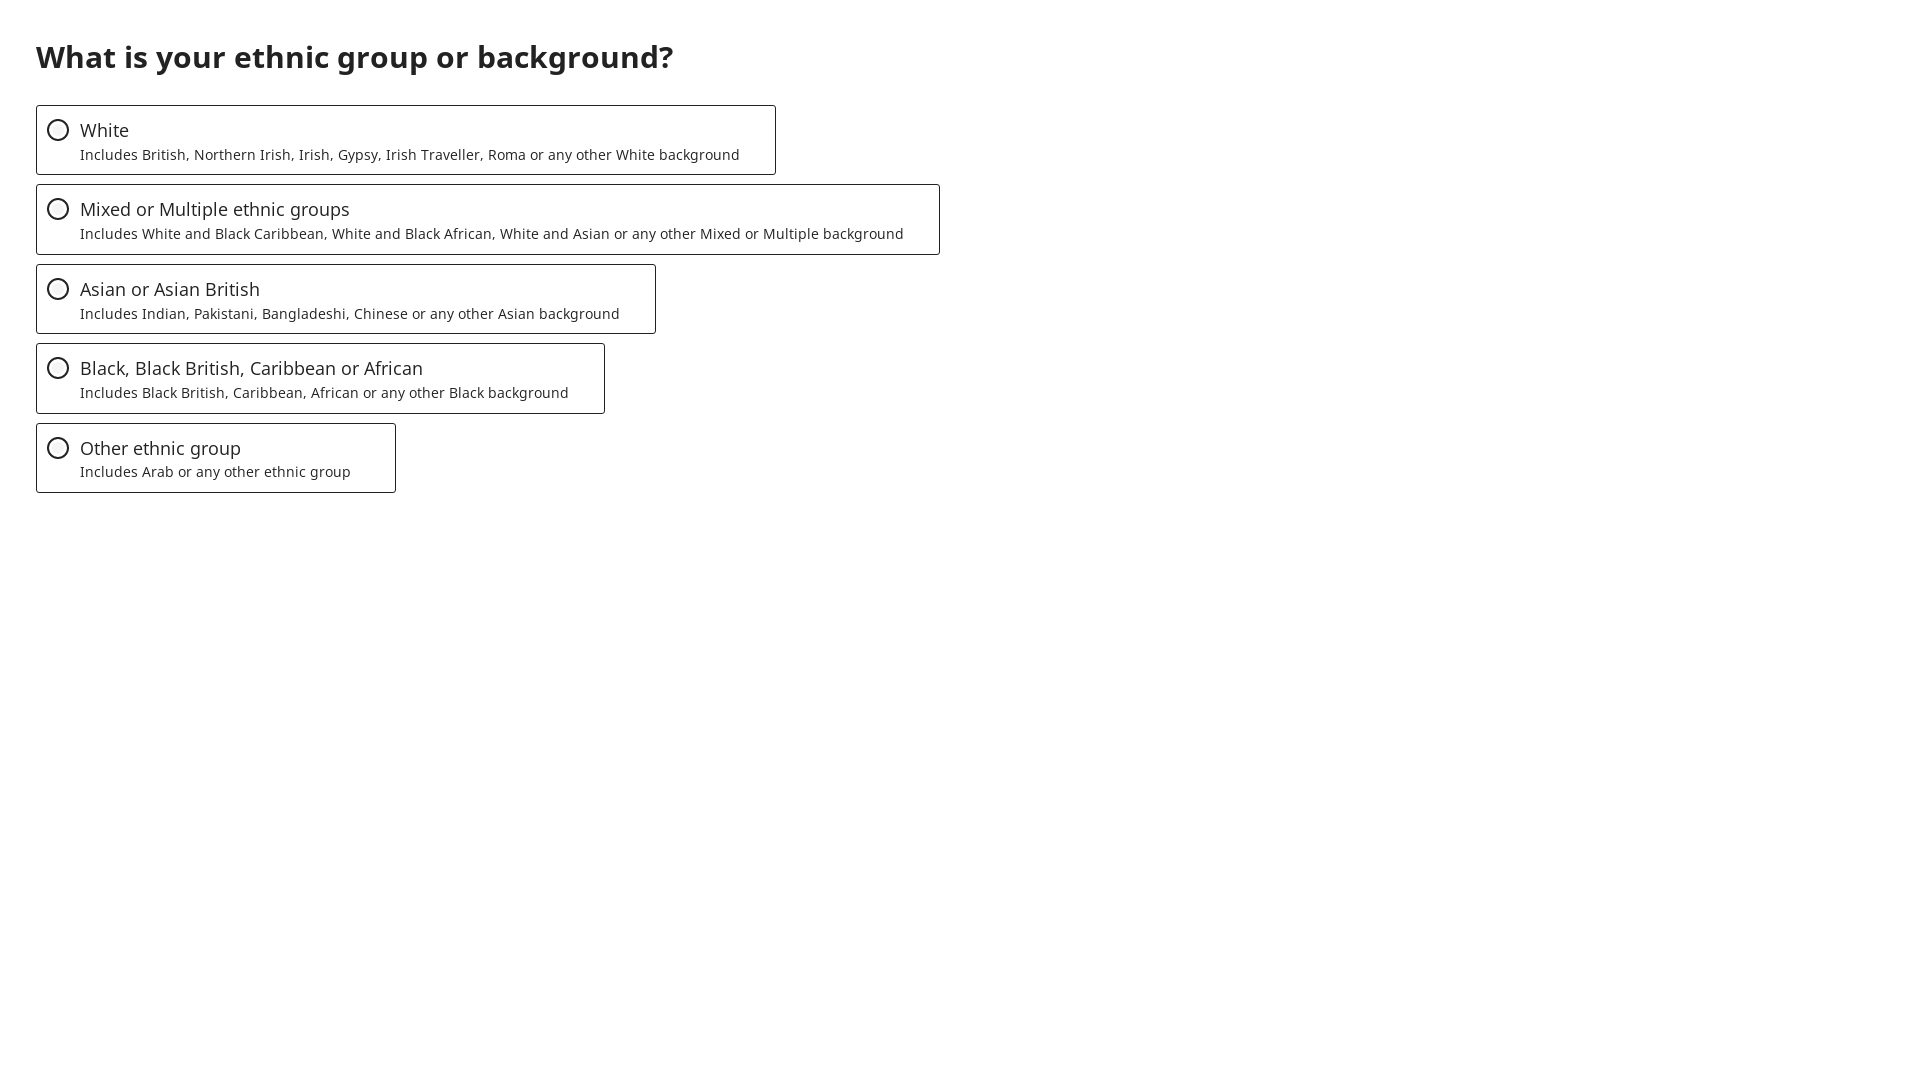 What is your ethnic group or background?
White
Includes British, Northern Irish, Irish, Gypsy, Irish Traveller, Roma or any other White background
Mixed or Multiple ethnic groups
Includes White and Black Caribbean, White and Black African, White and Asian or any other Mixed or Multiple background
Asian or Asian British
Includes Indian, Pakistani, Bangladeshi, Chinese or any other Asian background
Black, Black British, Caribbean or African
Includes Black British, Caribbean, African or any other Black background
Other ethnic group
Includes Arab or any other ethnic group